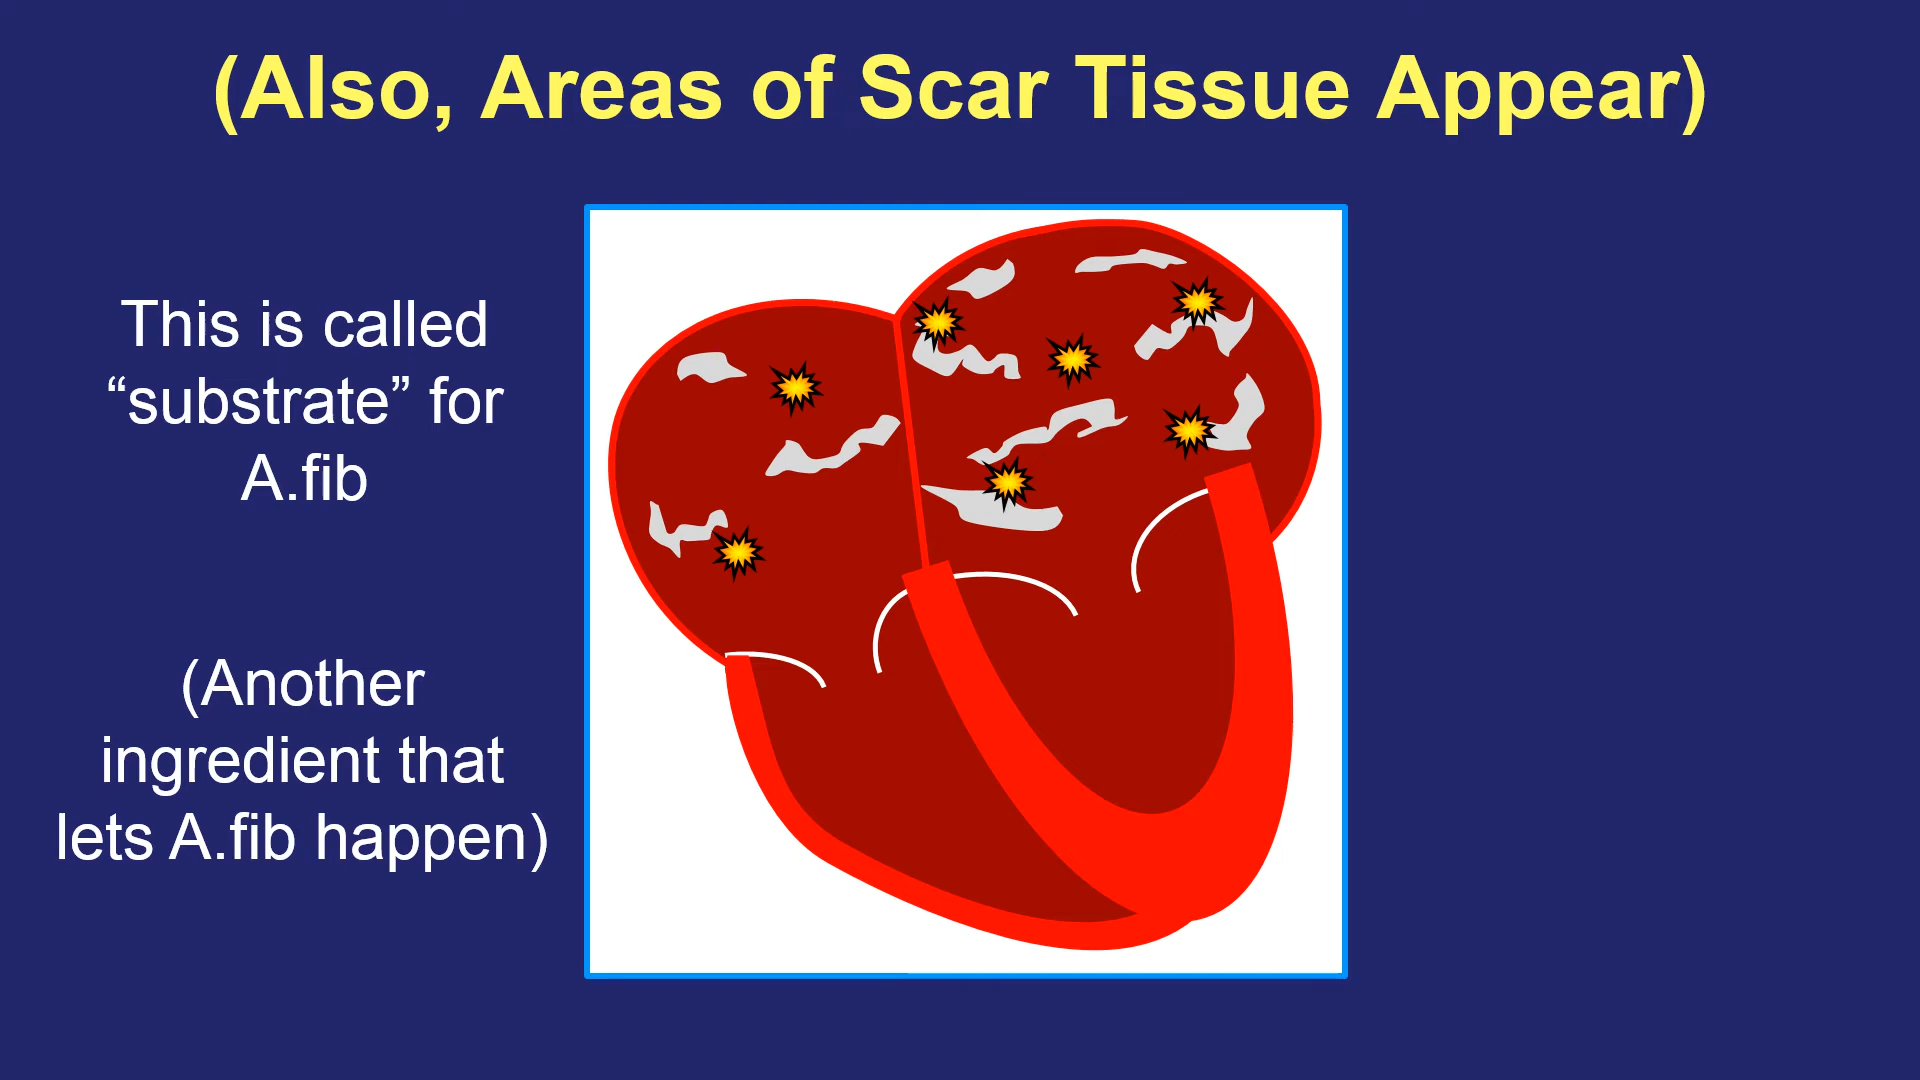 (Also, Areas of Scar Tissue Appear)
This is called
“substrate” for
A.fib
(Another
ingredient that
lets A.fib happen)